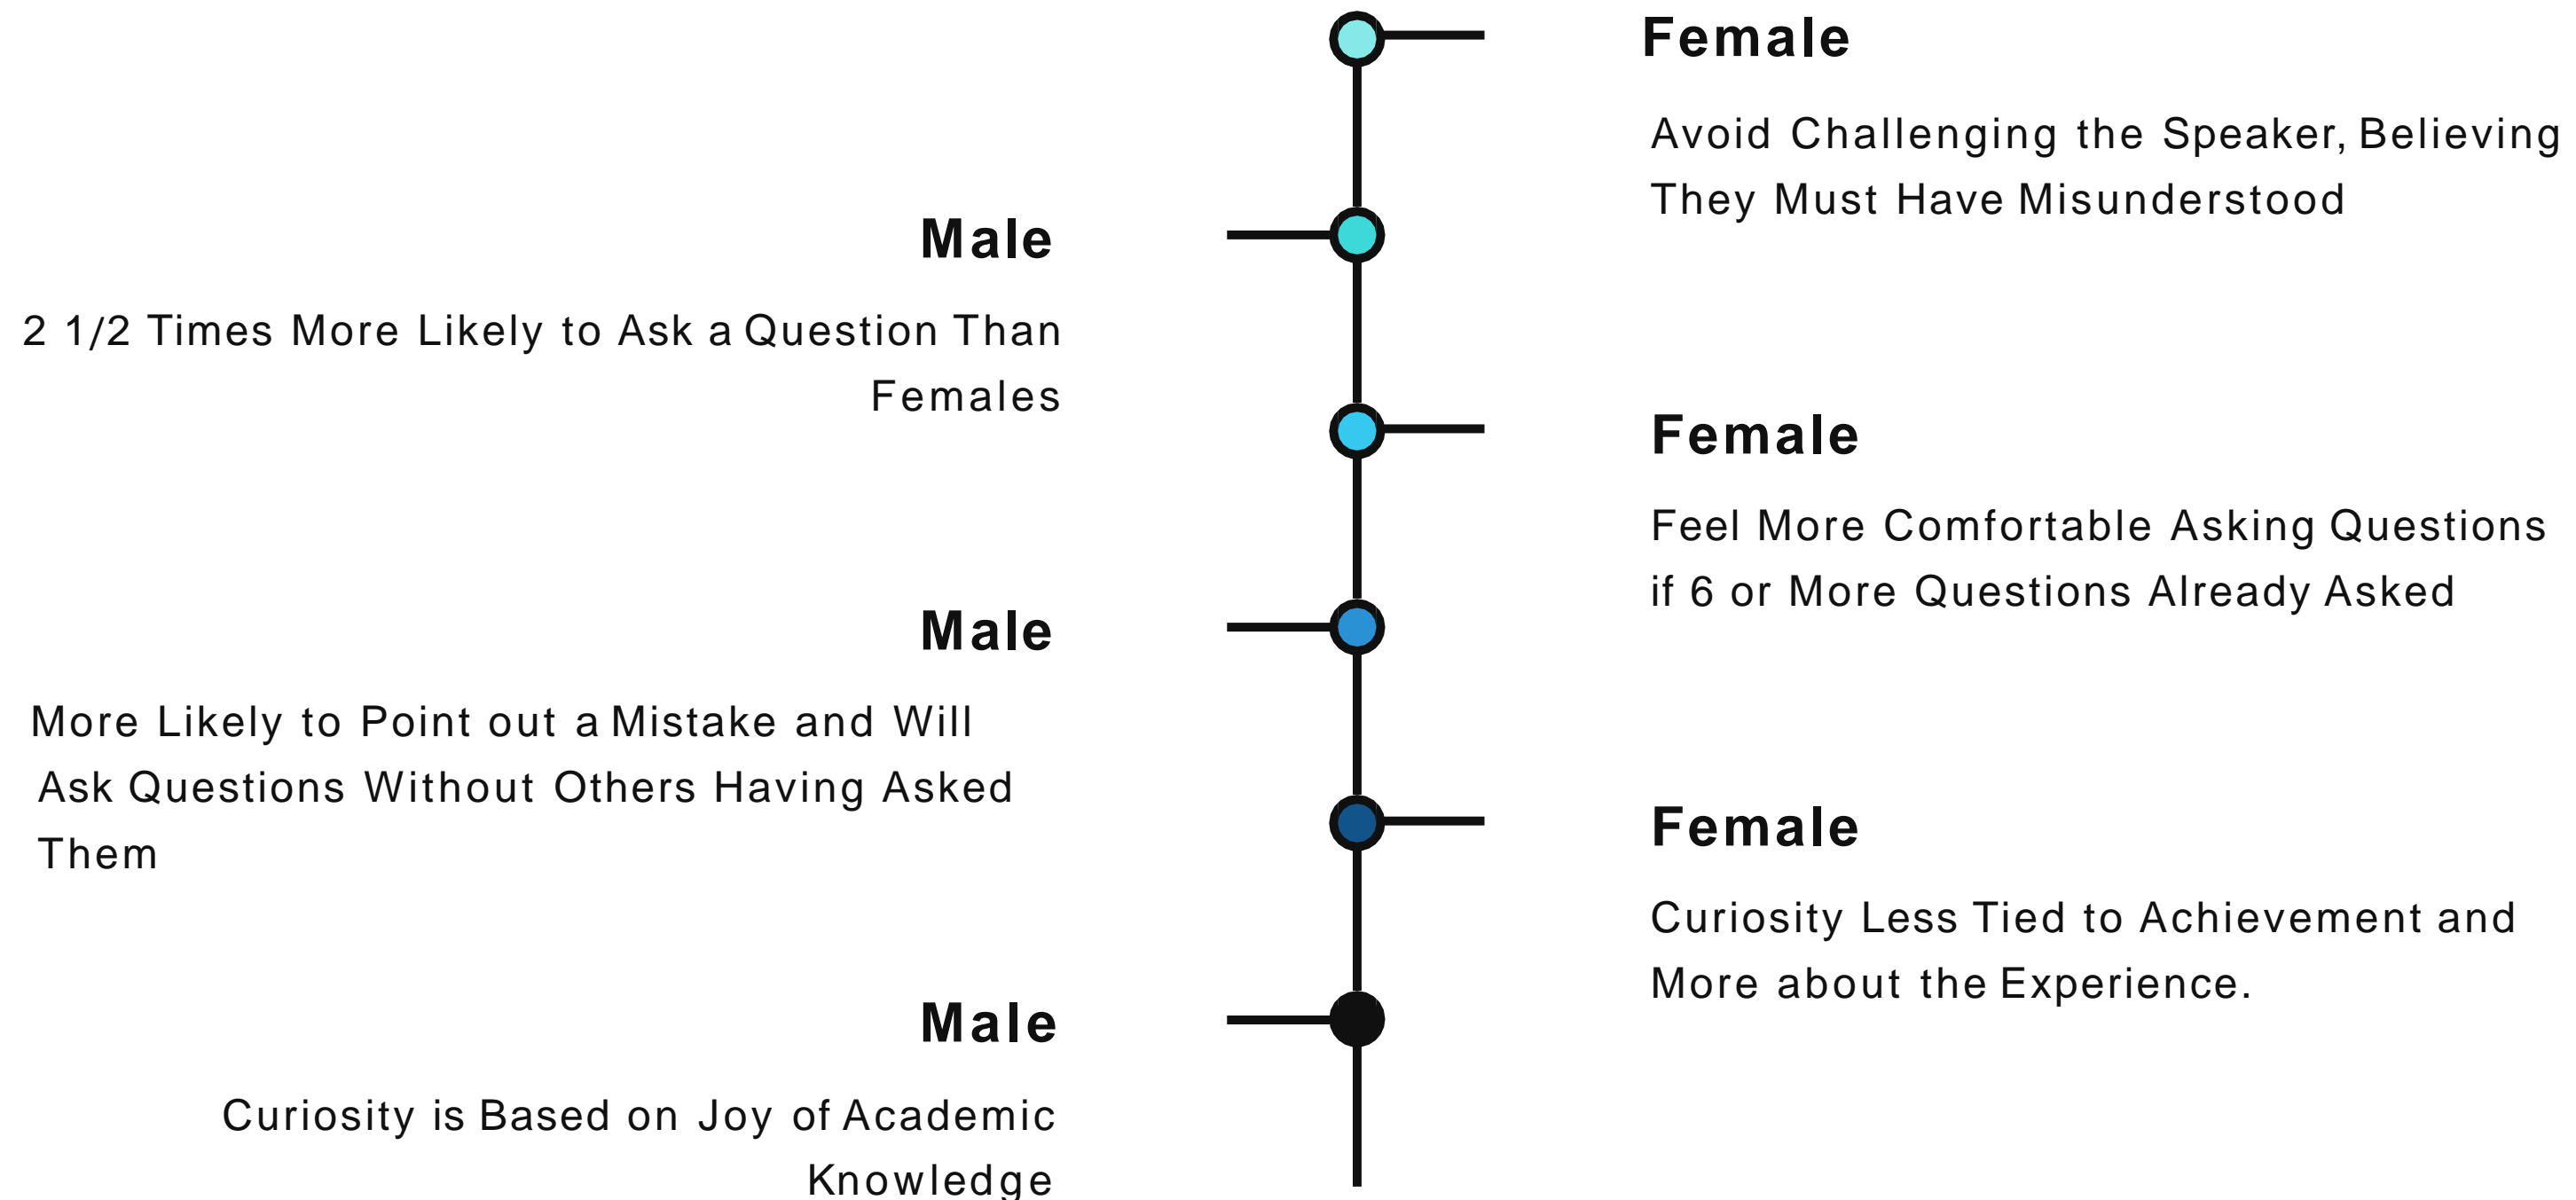 Female
Avoid Challenging the Speaker, Believing
They Must Have Misunderstood
Male
2 1/2 Times More Likely to Ask a Question Than
Females
Female
Feel More Comfortable Asking Questions
if 6 or More Questions Already Asked
Male
More Likely to Point out a Mistake and Will
Ask Questions Without Others Having Asked
Them
Female
Curiosity Less Tied to Achievement and
More about the Experience.
Male
Curiosity is Based on Joy of Academic
Knowledge